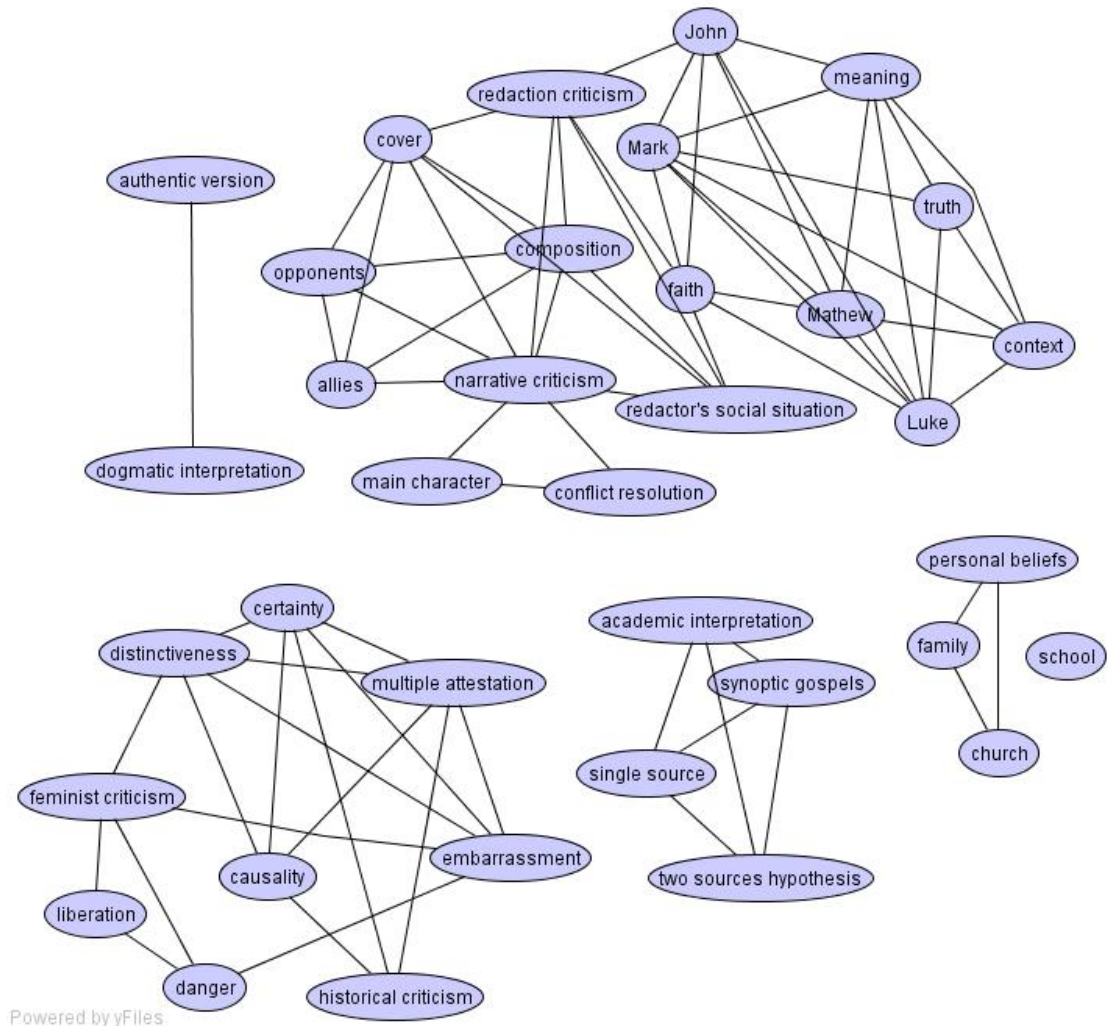 John
meaning
redaction criticism
cover
Mark
authentic version
truth
composition
opponents
faith
Mathew
context
allies
narrative criticism
redactor's social situation
Luke
dogmatic interpretation
main character
conflict resolution
personal beliefs
certainty
academic interpretation
distinctiveness
family
school
multiple attestation
synoptic gospels
church
single source
feminist criticism
embarrassment
causality
two sources hypothesis
liberation
danger
historical criticism
Powered by yFiles